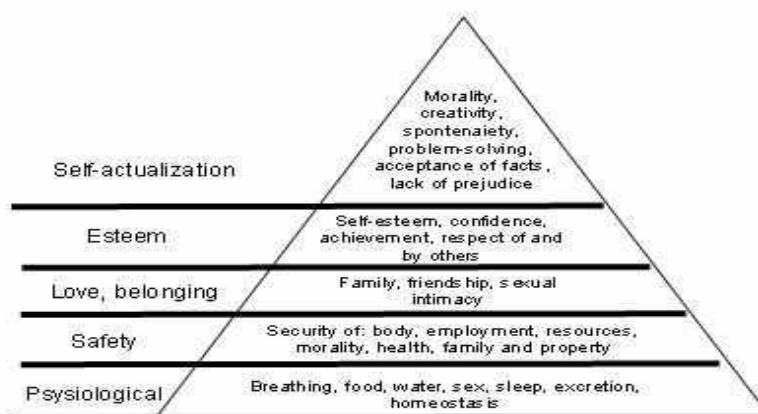 Morality,
creativity,
spontenaiety,
problem-solving,
acceptance of facts,
lack of prejudice
Self-actualization
Self-esteem, confidence,
achievement, respect of and
by others
Esteem
Family, friendship, sexual
intimacy
Love, belonging
Security of: body, employment, resources,
morality, health, family and property
Safety
Breathing, food, water, sex, sleep, excretion,
homeostasis
Psysiological